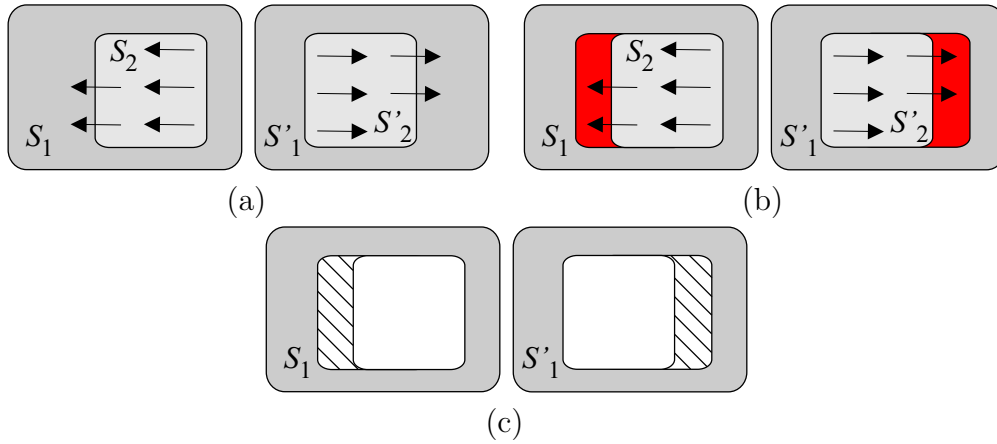 S₂ S₂
S₁ S'₁ S'₂ S₁ S'₁ S'₂
(a) (b)
S₁ S'₁
(c)